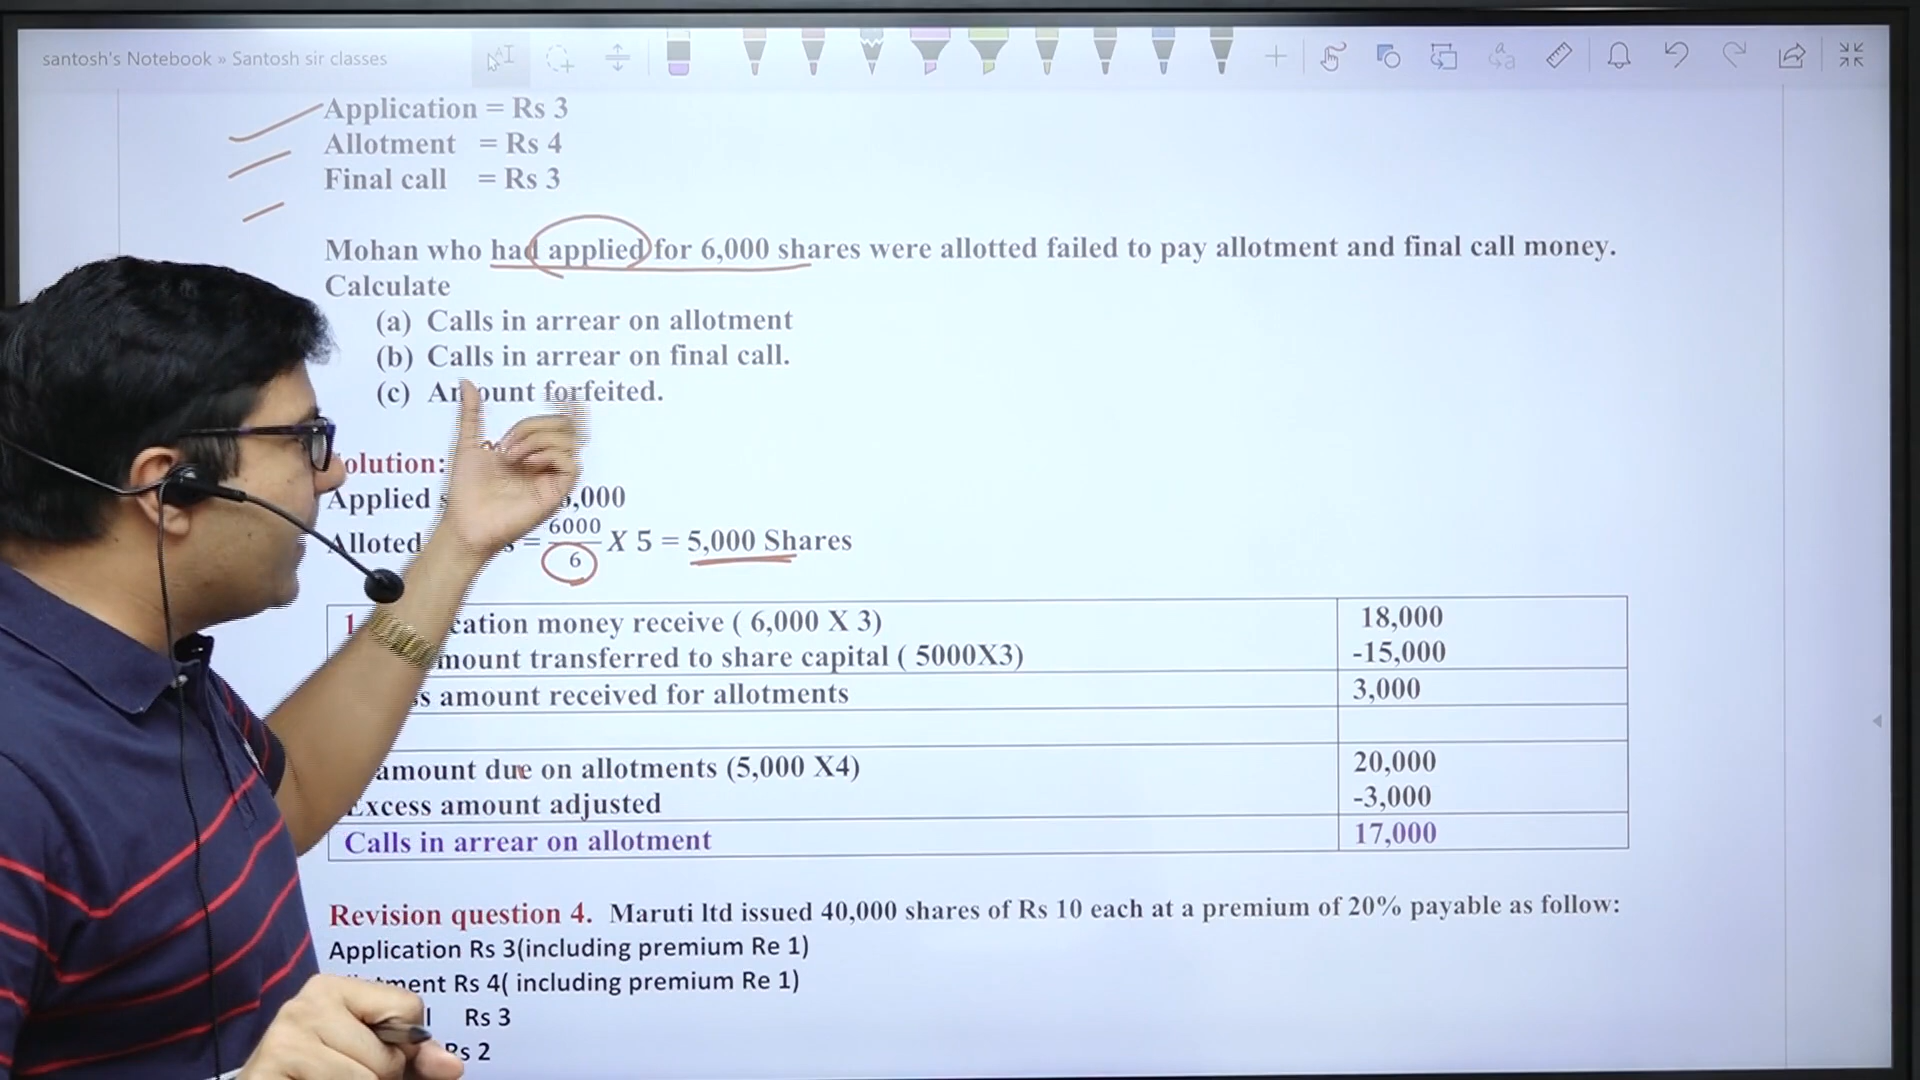 santosh's Notebook » Santosh sir classes
Application = Rs 3
Allotment = Rs 4
Final call = Rs 3
Mohan who had applied for 6,000 shares were allotted failed to pay allotment and final call money.
Calculate
(a) Calls in arrear on allotment
(b) Calls in arrear on final call.
(c) Amount forfeited.
olution:
Applied ,000
Alloted = 6000/6 X 5 = 5,000 Shares
1 cation money receive ( 6,000 X 3) 18,000
mount transferred to share capital ( 5000X3) -15,000
s amount received for allotments 3,000
amount due on allotments (5,000 X4) 20,000
Excess amount adjusted -3,000
Calls in arrear on allotment 17,000
Revision question 4. Maruti ltd issued 40,000 shares of Rs 10 each at a premium of 20% payable as follow:
Application Rs 3(including premium Re 1)
ment Rs 4( including premium Re 1)
l Rs 3
Rs 2